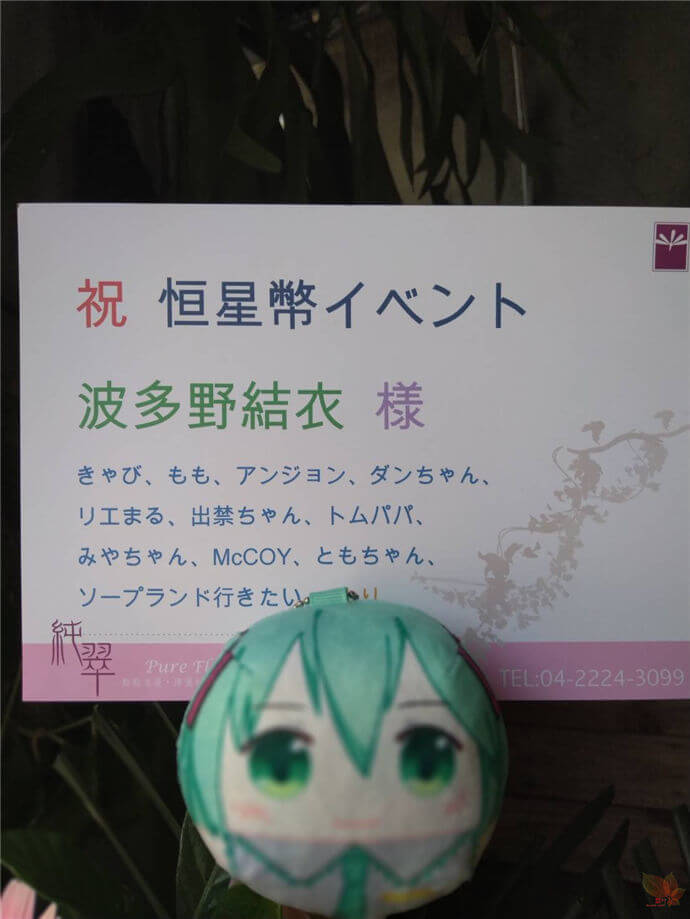 祝 恒星幣イベント
波多野結衣 様
きゃび、もも、アンジョン、ダンちゃん、
リエまる、出禁ちゃん、トムパパ、
みやちゃん、McCOY、ともちゃん、
ソープランド行きたい
り
純翠
Pure
TEL:04-2224-3099